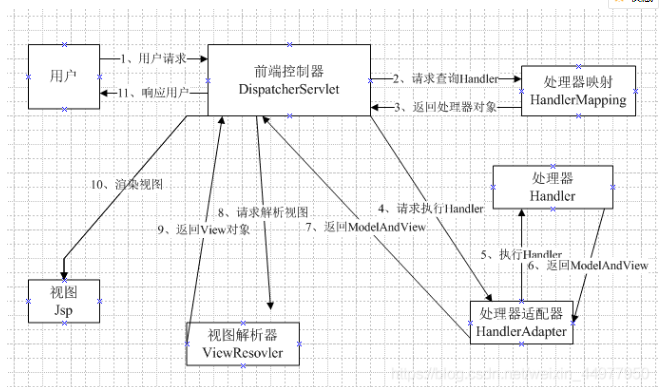 1、用户请求
前端控制器
DispatcherServlet
用户
2、请求查询Handler
处理器映射
HandlerMapping
11、响应用户
3、返回处理器对象
10、渲染视图
处理器
Handler
4、请求执行Handler
8、请求解析视图
7、返回ModelAndView
9、返回View对象
5、执行Handler
6、返回ModelAndView
视图
Jsp
处理器适配器
HandlerAdapter
视图解析器
ViewResovler